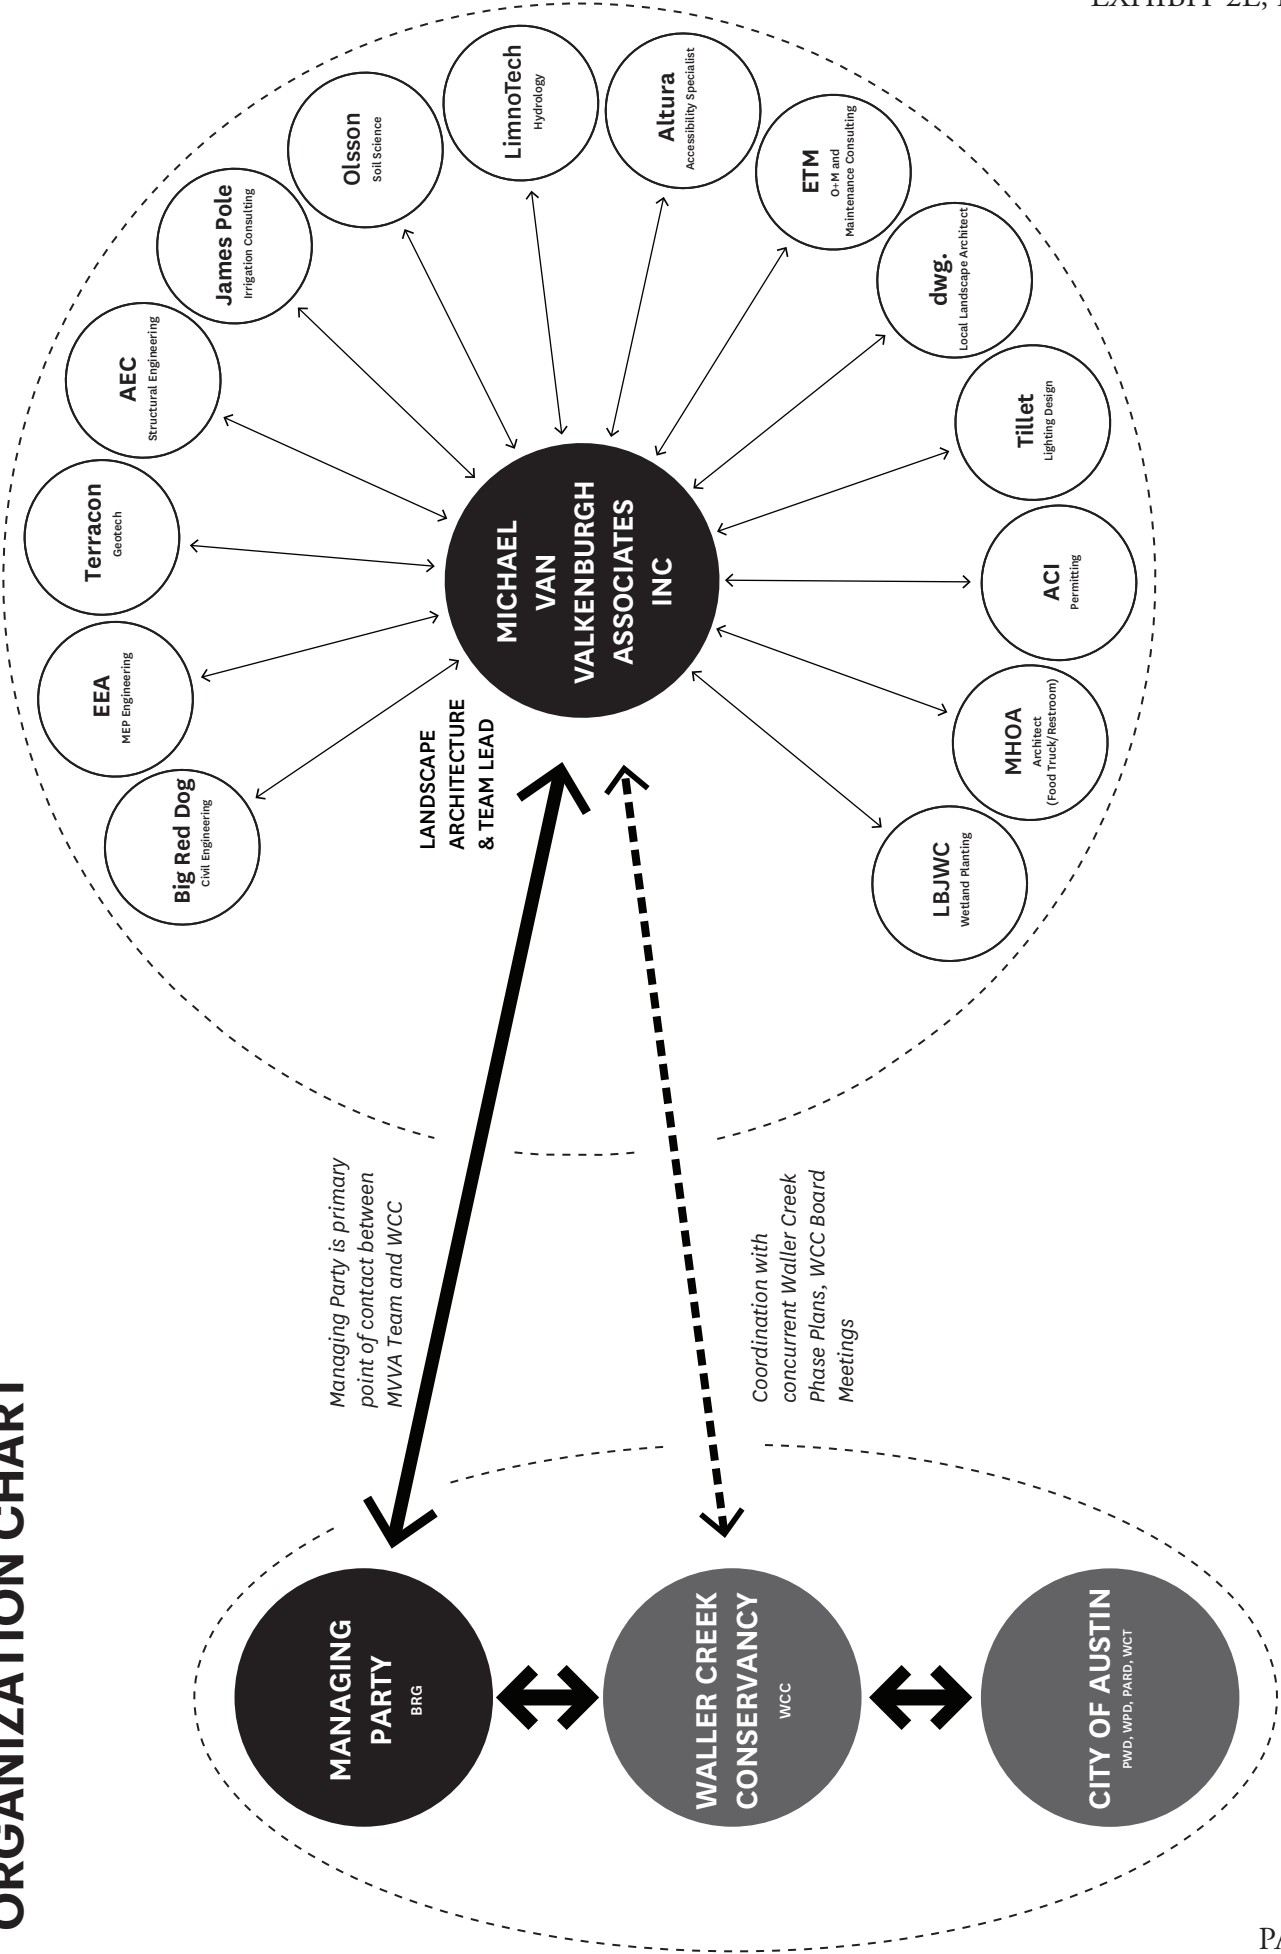 ORGANIZATION CHART
MANAGING
PARTY
BRG
WALLER CREEK
CONSERVANCY
WCC
CITY OF AUSTIN
PWD, WPD, PARD, WCT
Managing Party is primary
point of contact between
MVVA Team and WCC
Coordination with
concurrent Waller Creek
Phase Plans, WCC Board
Meetings
LANDSCAPE
ARCHITECTURE
& TEAM LEAD
MICHAEL
VAN
VALKENBURGH
ASSOCIATES
INC
Big Red Dog
Civil Engineering
EEA
MEP Engineering
Terracon
Geotech
AEC
Structural Engineering
James Pole
Irrigation Consulting
Olsson
Soil Science
LimnoTech
Hydrology
Altura
Accessibility Specialist
ETM
O+M and
Maintenance Consulting
dwg.
Local Landscape Architect
Tillet
Lighting Design
ACI
Permitting
MHOA
Architect
(Food Truck/Restroom)
LBJWC
Wetland Planting